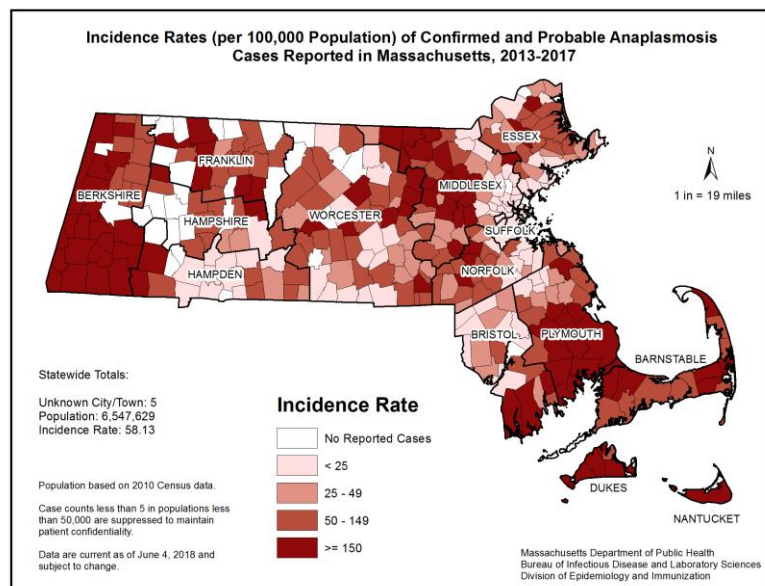 Incidence Rates (per 100,000 Population) of Confirmed and Probable Anaplasmosis
Cases Reported in Massachusetts, 2013-2017
ESSEX
N
1 in = 19 miles
FRANKLIN
MIDDLESEX
BERKSHIRE
HAMPSHIRE
WORCESTER
SUFFOLK
HAMPDEN
NORFOLK
BRISTOL
PLYMOUTH
BARNSTABLE
DUKES
NANTUCKET
Statewide Totals:
Unknown City/Town: 5
Population: 6,547,629
Incidence Rate: 58.13
Population based on 2010 Census data.
Case counts less than 5 in populations less
than 50,000 are suppressed to maintain
patient confidentiality.
Data are current as of June 4, 2018 and
subject to change.
Incidence Rate
No Reported Cases
< 25
25 - 49
50 - 149
>= 150
Massachusetts Department of Public Health
Bureau of Infectious Disease and Laboratory Sciences
Division of Epidemiology and Immunization